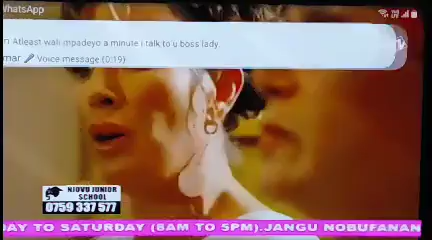 WhatsApp
n Atleast wali mpadeyo a minute i talk to u boss lady
mar 🎤 Voice message (0:19)
NJOVU JUNIOR
SCHOOL
0759 337 577
DAY TO SATURDAY (8AM TO 5PM).JANGU NOBUFANAN